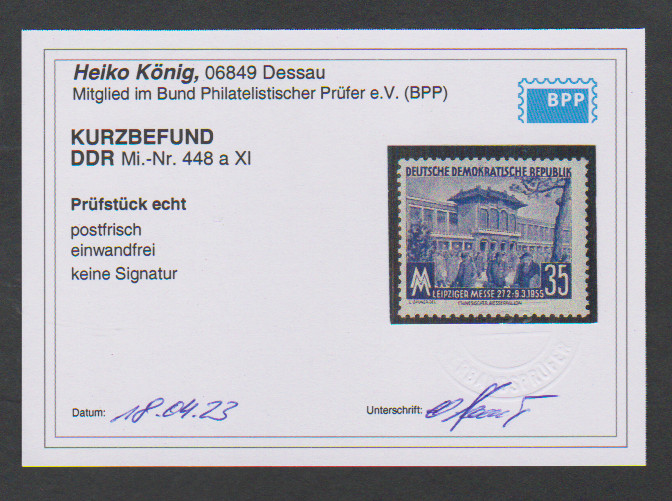 Heiko König, 06849 Dessau
Mitglied im Bund Philatelistischer Prüfer e.V. (BPP)
BPP
KURZBEFUND
DDR Mi.-Nr. 448 a XI
Prüfstück echt
postfrisch
einwandfrei
keine Signatur
DEUTSCHE DEMOKRATISCHE REPUBLIK
LEIPZIGER MESSE 27.2.-9.3.1955
35
Datum: 18.04.23
Unterschrift: